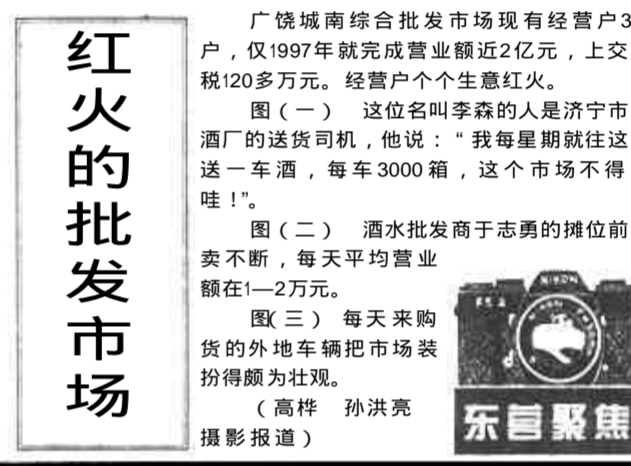 红火的批发市场
广饶城南综合批发市场现有经营户3
户，仅1997年就完成营业额近2亿元，上交
税120多万元。经营户个个生意红火。
图（一） 这位名叫李森的人是济宁市
酒厂的送货司机，他说：“我每星期就往这
送一车酒，每车3000箱，这个市场不得
哇！”。
图（二） 酒水批发商于志勇的摊位前
卖不断，每天平均营业
额在1—2万元。
图（三）每天来购
货的外地车辆把市场装
扮得颇为壮观。
（高桦 孙洪亮
摄影报道）
NIKON
东营聚焦